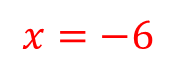 x = −6